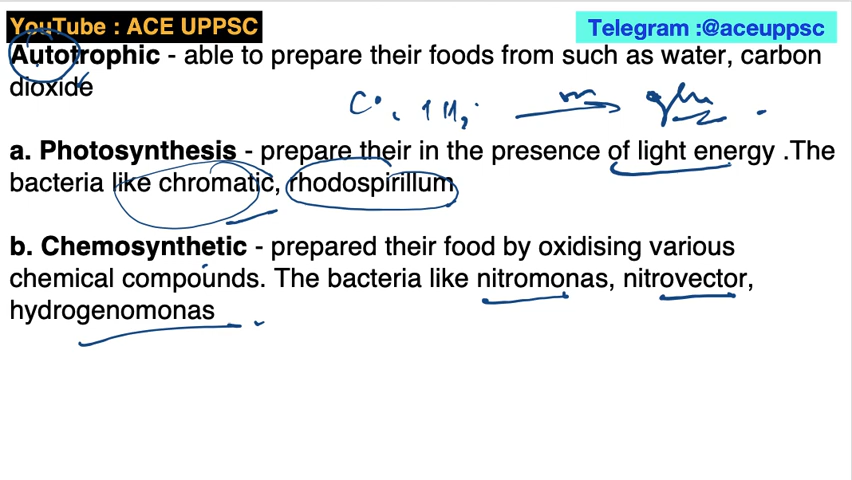 YouTube : ACE UPPSC
Telegram :@aceuppsc
Autotrophic - able to prepare their foods from such as water, carbon
dioxide
a. Photosynthesis - prepare their in the presence of light energy .The
bacteria like chromatic, rhodospirillum
b. Chemosynthetic - prepared their food by oxidising various
chemical compounds. The bacteria like nitromonas, nitrovector,
hydrogenomonas